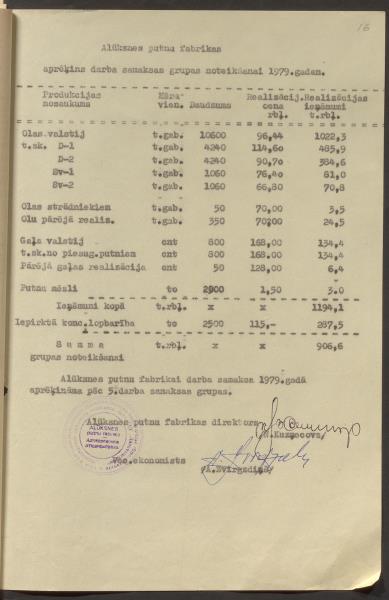 16
Alūksnes putnu fabrikas
aprēķins darba samaksas grupas noteikšanai 1979.gadam.
Produkcijas nosaukums Mēra vien. Daudzums Realizācij. cena rbļ. Realizācijas ieņēmumi t.rbļ.
Olas valstij t.gab. 10600 96,44 1022,3
t.sk. D-1 t.gab. 4240 114,60 485,9
D-2 t.gab. 4240 90,70 384,6
Sv-1 t.gab. 1060 76,40 81,0
Sv-2 t.gab. 1060 66,80 70,8
Olas strādniekiem t.gab. 50 70,00 3,5
Olu pārējā realiz. t.gab. 350 70,00 24,5
Gaļa valstij cnt 800 168,00 134,4
t.sk.no pieaug.putniem cnt 800 168,00 134,4
Pārējā gaļas realizācija cnt 50 128,00 6,4
Putnu mēsli to 2000 1,50 3.0
Ieņēmumi kopā t.rbļ. x x 1194,1
Iepirktā konc.lopbarība to 2500 115,- 287,5
Summa t.rbļ. x x 906,6
grupas noteikšanai
Alūksnes putnu fabrikai darba samaksa 1979.gadā
aprēķināma pēc 5.darba samaksas grupas.
Alūksnes putnu fabrikas direktors
Kuzņecovs/
ALŪKSNES
Vec.ekonomists
/A.Zvirgzdiņa/